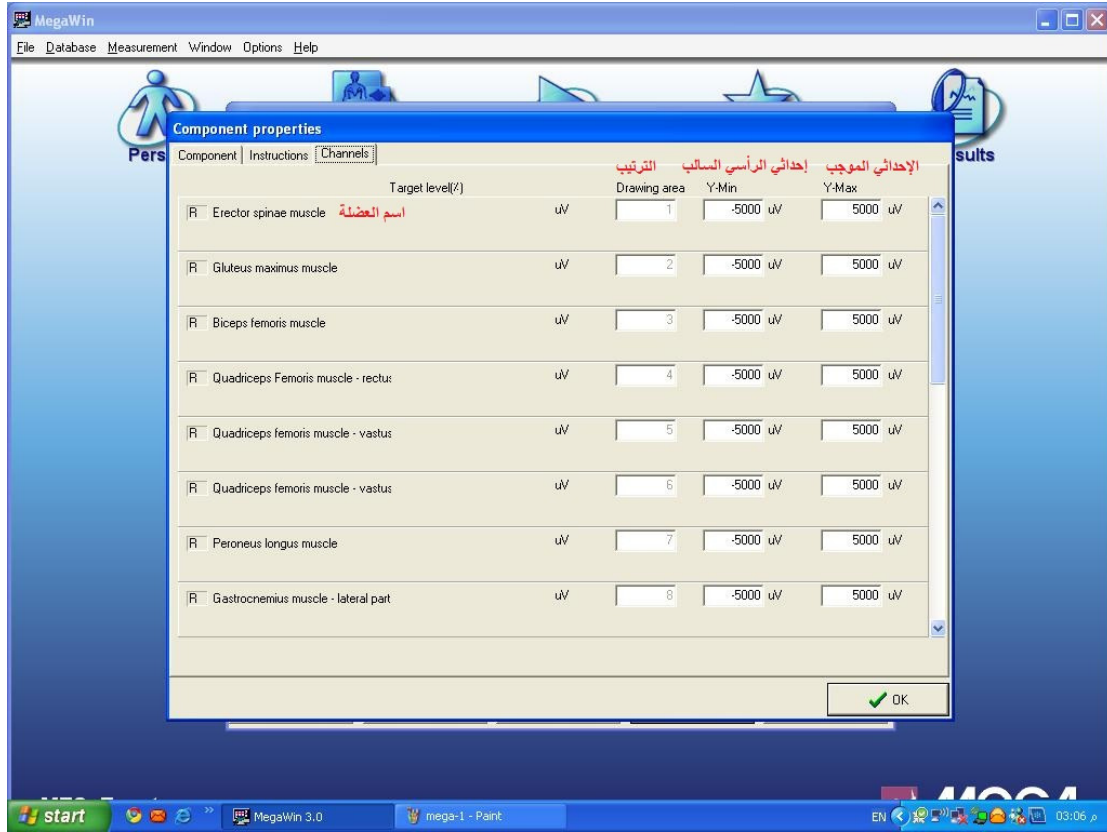 MegaWin
File Database Measurement Window Options Help
Component properties
Pers
sults
Component Instructions Channels
الترتيب إحداثي الرأسي السالب الإحداثي الموجب
Target level(%) Drawing area Y-Min Y-Max
R Erector spinae muscle اسم العضلة uV 1 -5000 uV 5000 uV
R Gluteus maximus muscle uV 2 -5000 uV 5000 uV
R Biceps femoris muscle uV 3 -5000 uV 5000 uV
R Quadriceps Femoris muscle - rectus uV 4 -5000 uV 5000 uV
R Quadriceps femoris muscle - vastus uV 5 -5000 uV 5000 uV
R Quadriceps femoris muscle - vastus uV 6 -5000 uV 5000 uV
R Peroneus longus muscle uV 7 -5000 uV 5000 uV
R Gastrocnemius muscle - lateral part uV 8 -5000 uV 5000 uV
OK
start MegaWin 3.0 mega-1 - Paint EN 03:06 م